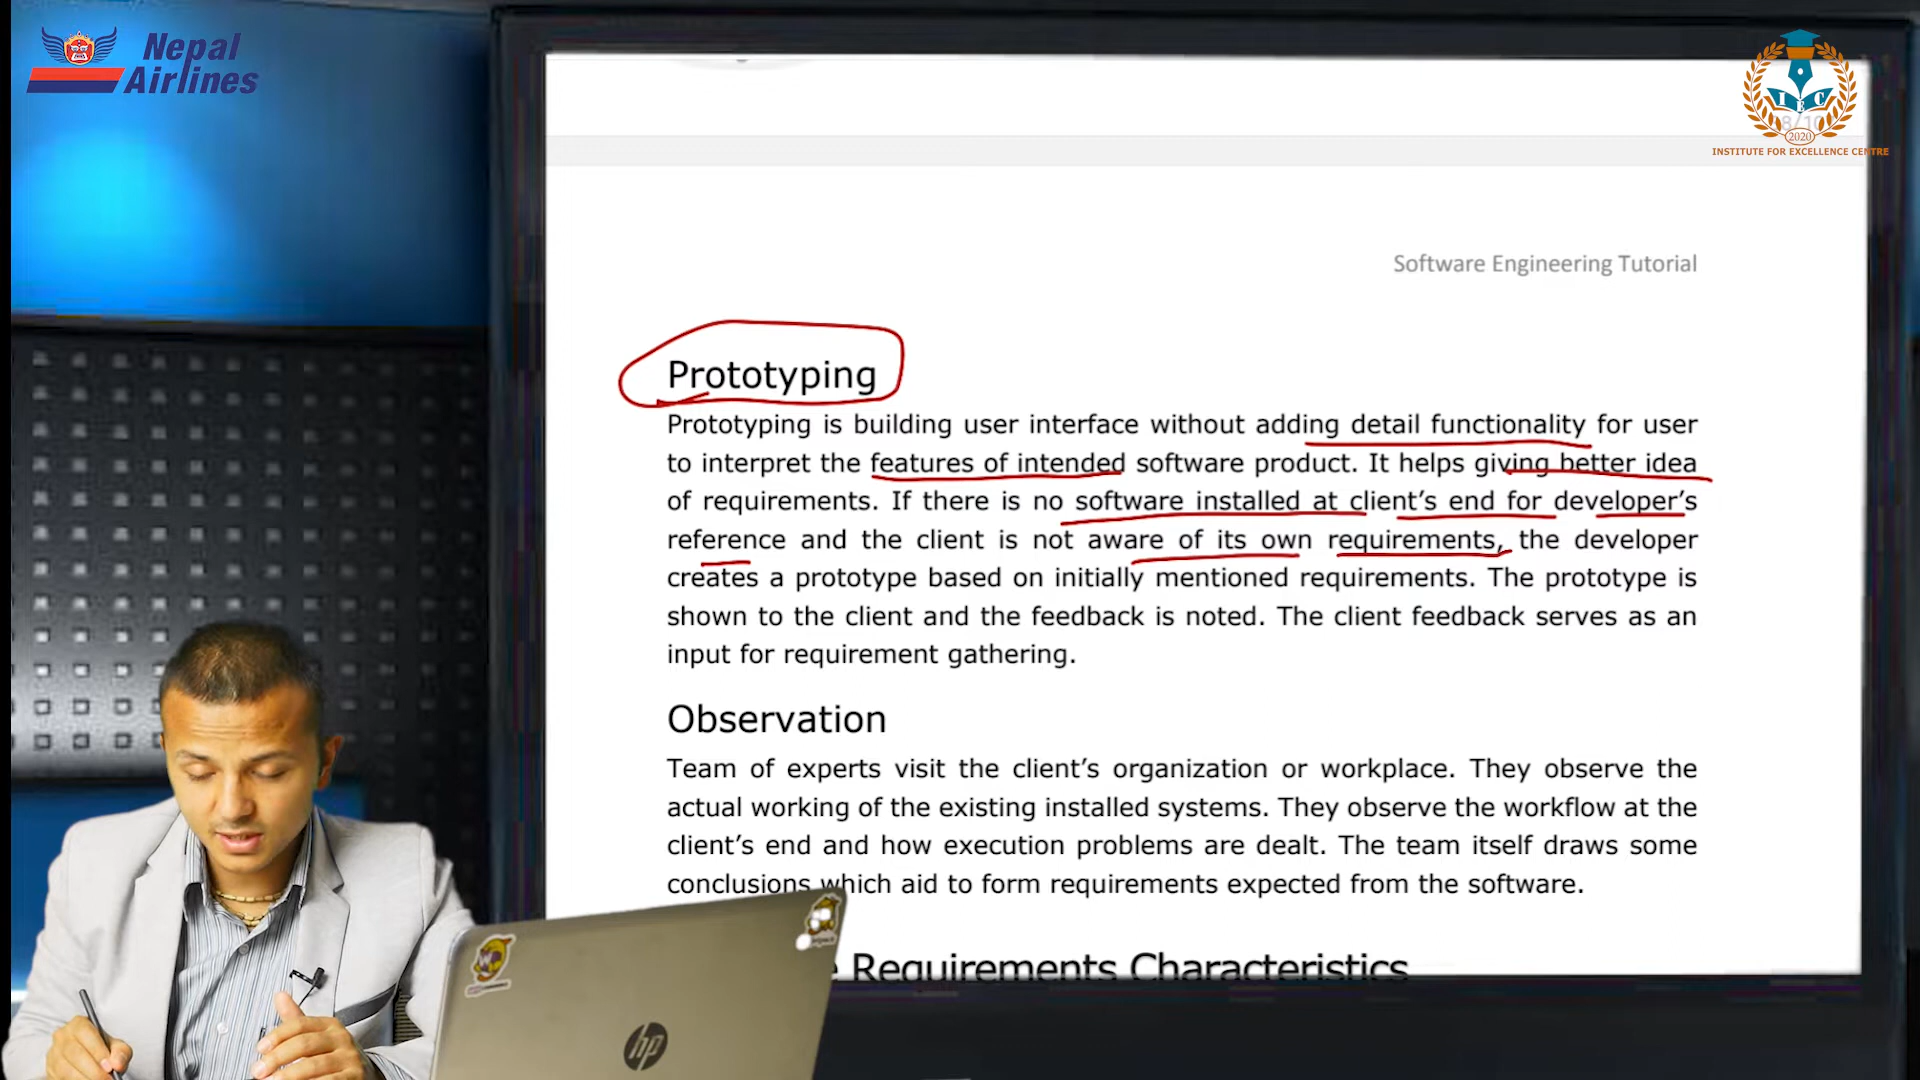 Nepal
Airlines
I E C
2020
INSTITUTE FOR EXCELLENCE CENTRE
Software Engineering Tutorial
Prototyping
Prototyping is building user interface without adding detail functionality for user
to interpret the features of intended software product. It helps giving better idea
of requirements. If there is no software installed at client’s end for developer’s
reference and the client is not aware of its own requirements, the developer
creates a prototype based on initially mentioned requirements. The prototype is
shown to the client and the feedback is noted. The client feedback serves as an
input for requirement gathering.
Observation
Team of experts visit the client’s organization or workplace. They observe the
actual working of the existing installed systems. They observe the workflow at the
client’s end and how execution problems are dealt. The team itself draws some
conclusions which aid to form requirements expected from the software.
Requirements Characteristics
hp